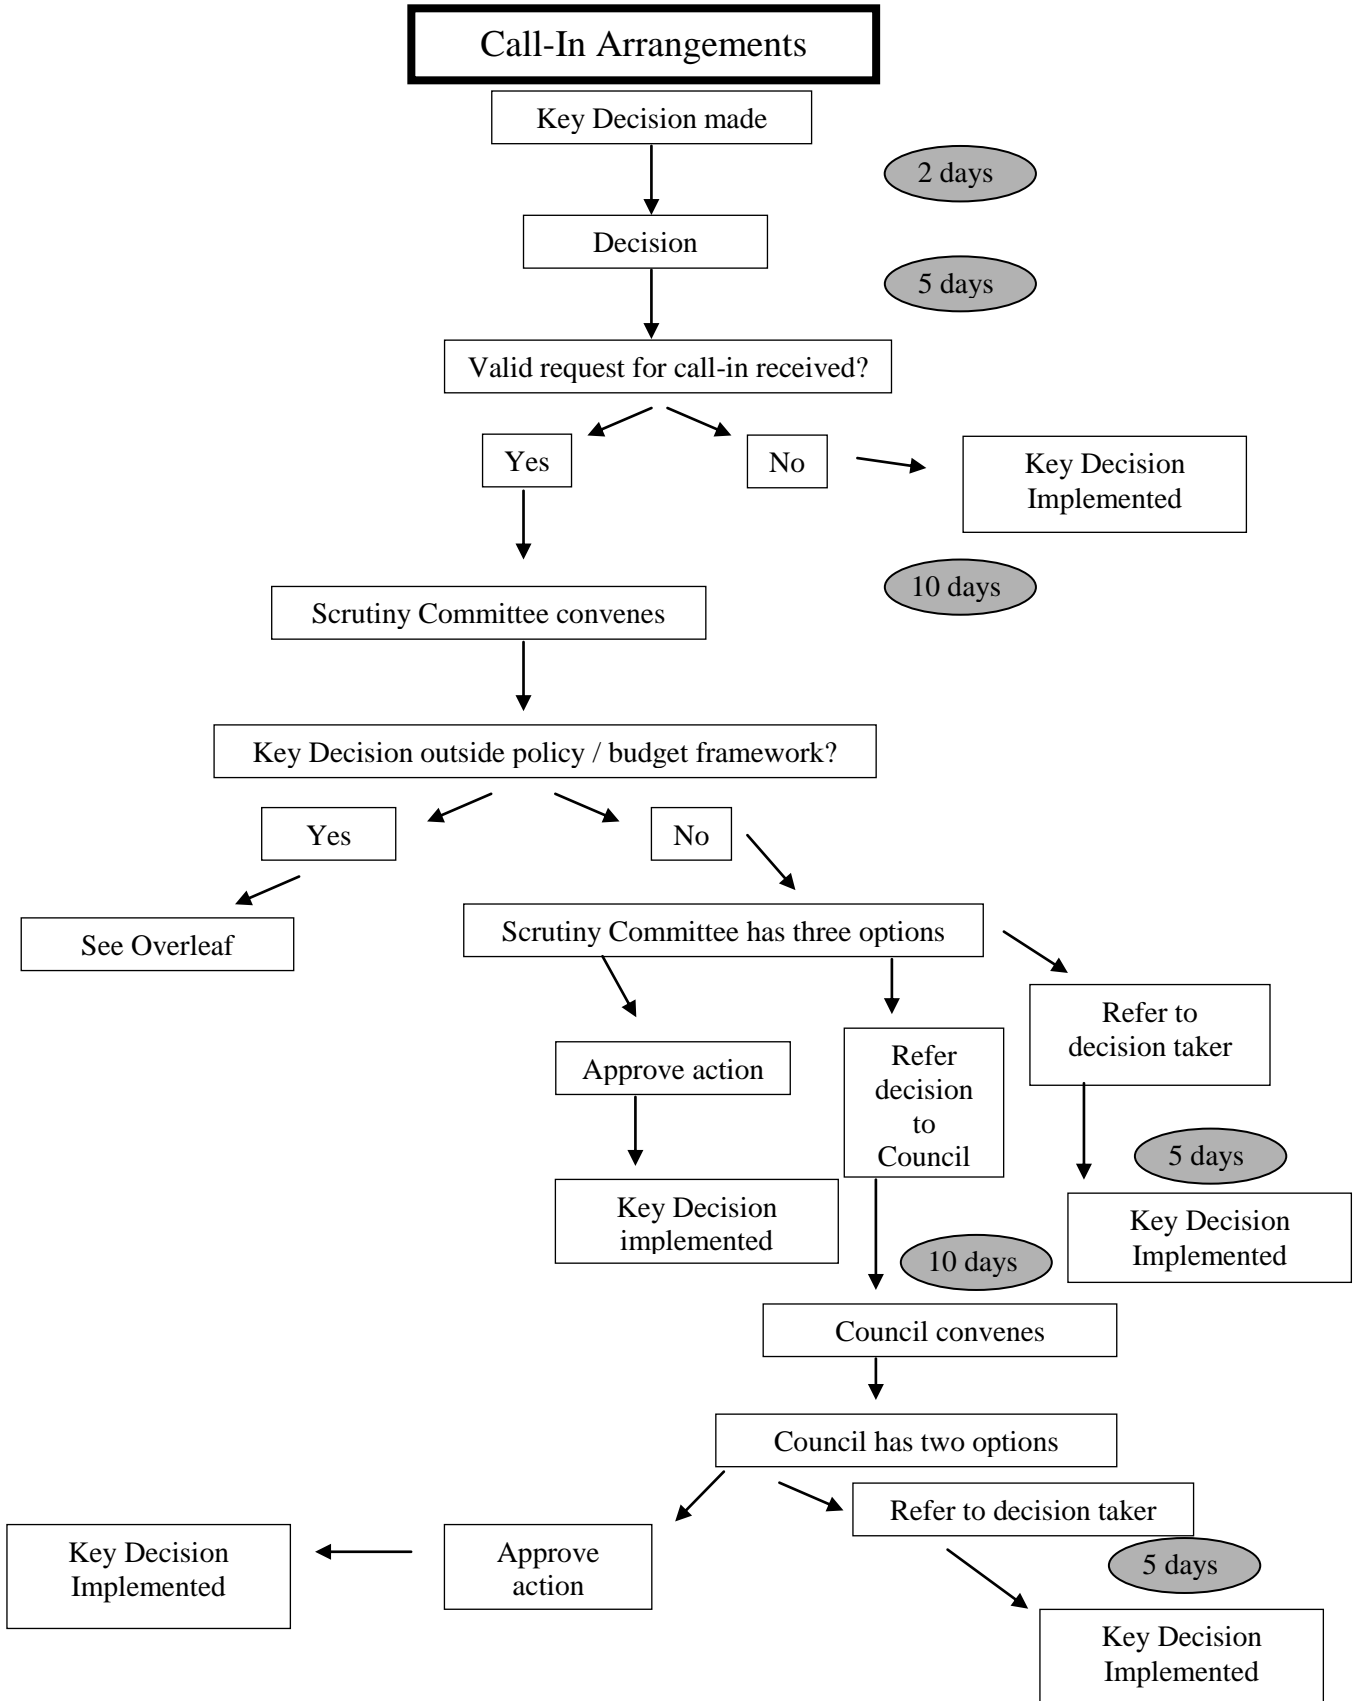 Call-In Arrangements
Key Decision made
2 days
Decision
5 days
Valid request for call-in received?
Yes
No
Key Decision
Implemented
10 days
Scrutiny Committee convenes
Key Decision outside policy / budget framework?
Yes
No
See Overleaf
Scrutiny Committee has three options
Refer to
decision taker
Approve action
Refer
decision
to
Council
5 days
Key Decision
implemented
Key Decision
Implemented
10 days
Council convenes
Council has two options
Refer to decision taker
Key Decision
Implemented
Approve
action
5 days
Key Decision
Implemented